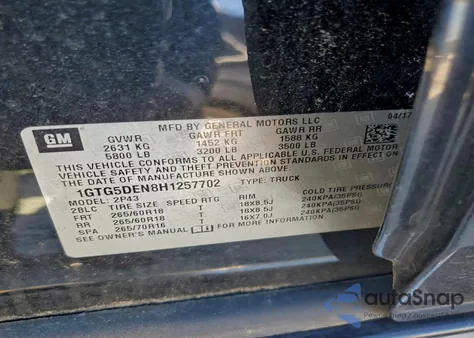 MFD BY GENERAL MOTORS LLC
04/17
GM
GVWR GAWR FRT GAWR RR
2631 KG 1452 KG 1588 KG
5800 LB 3200 LB 3500 LB
THIS VEHICLE CONFORMS TO ALL APPLICABLE U.S. FEDERAL MOTOR
VEHICLE SAFETY STANDARDS IN EFFECT ON THE
DATE OF MANUFACTURE SHOWN ABOVE.
1GTG5DEN8H1257702 TYPE: TRUCK
MODEL: 2P43
2BLC TIRE SIZE SPEED RTG RIM COLD TIRE
FRT 265/60R18 T 18X8.5J 240KPA(35PSI)
RR 265/60R18 T 18X8.5J 240KPA(35PSI)
SPA 265/70R16 T 16X7.0J 240KPA(35PSI)
SEE OWNER'S MANUAL FOR MORE INFORMATION.
autoSnap
Powered by AutoAstat